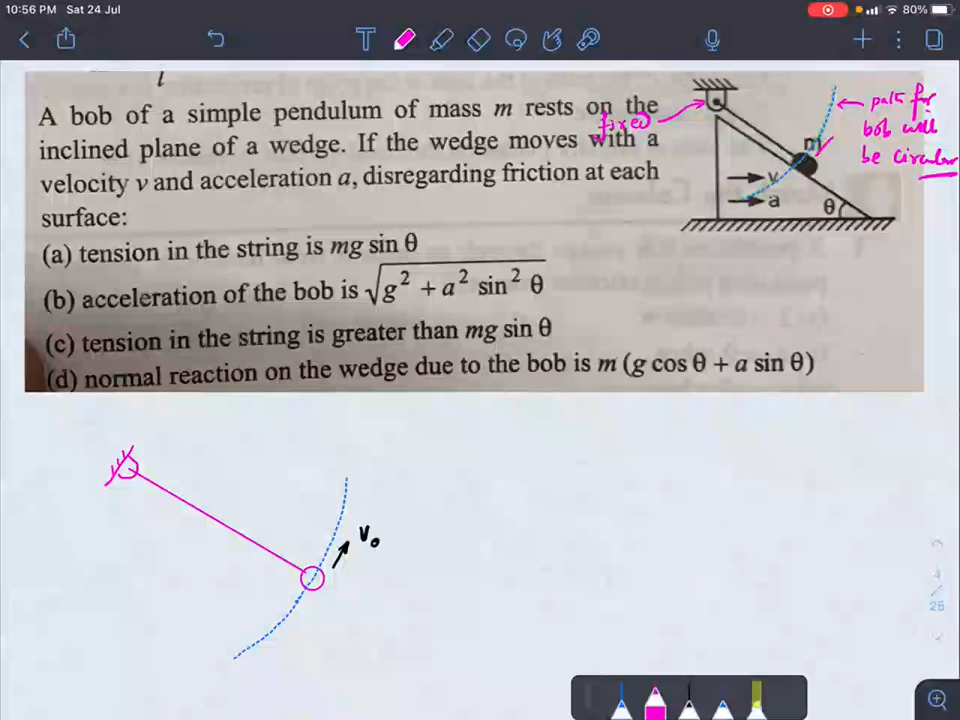 10:56 PM Sat 24 Jul
80%
l
A bob of a simple pendulum of mass m rests on the
inclined plane of a wedge. If the wedge moves with a
velocity v and acceleration a, disregarding friction at each
surface:
(a) tension in the string is mg sin θ
(b) acceleration of the bob is √g² + a² sin² θ
(c) tension in the string is greater than mg sin θ
(d) normal reaction on the wedge due to the bob is m (g cos θ + a sin θ)
fixed
m
v
a
θ
path for
bob will
be circular
v₀
4
/
25